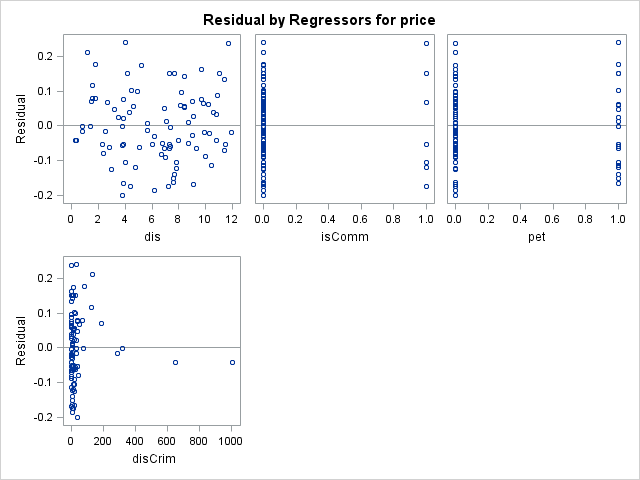 Residual by Regressors for price
Residual
0.2
0.1
0.0
-0.1
-0.2
0 2 4 6 8 10 12
dis
0.0 0.2 0.4 0.6 0.8 1.0
isComm
0.0 0.2 0.4 0.6 0.8 1.0
pet
Residual
0.2
0.1
0.0
-0.1
-0.2
0 200 400 600 800 1000
disCrim